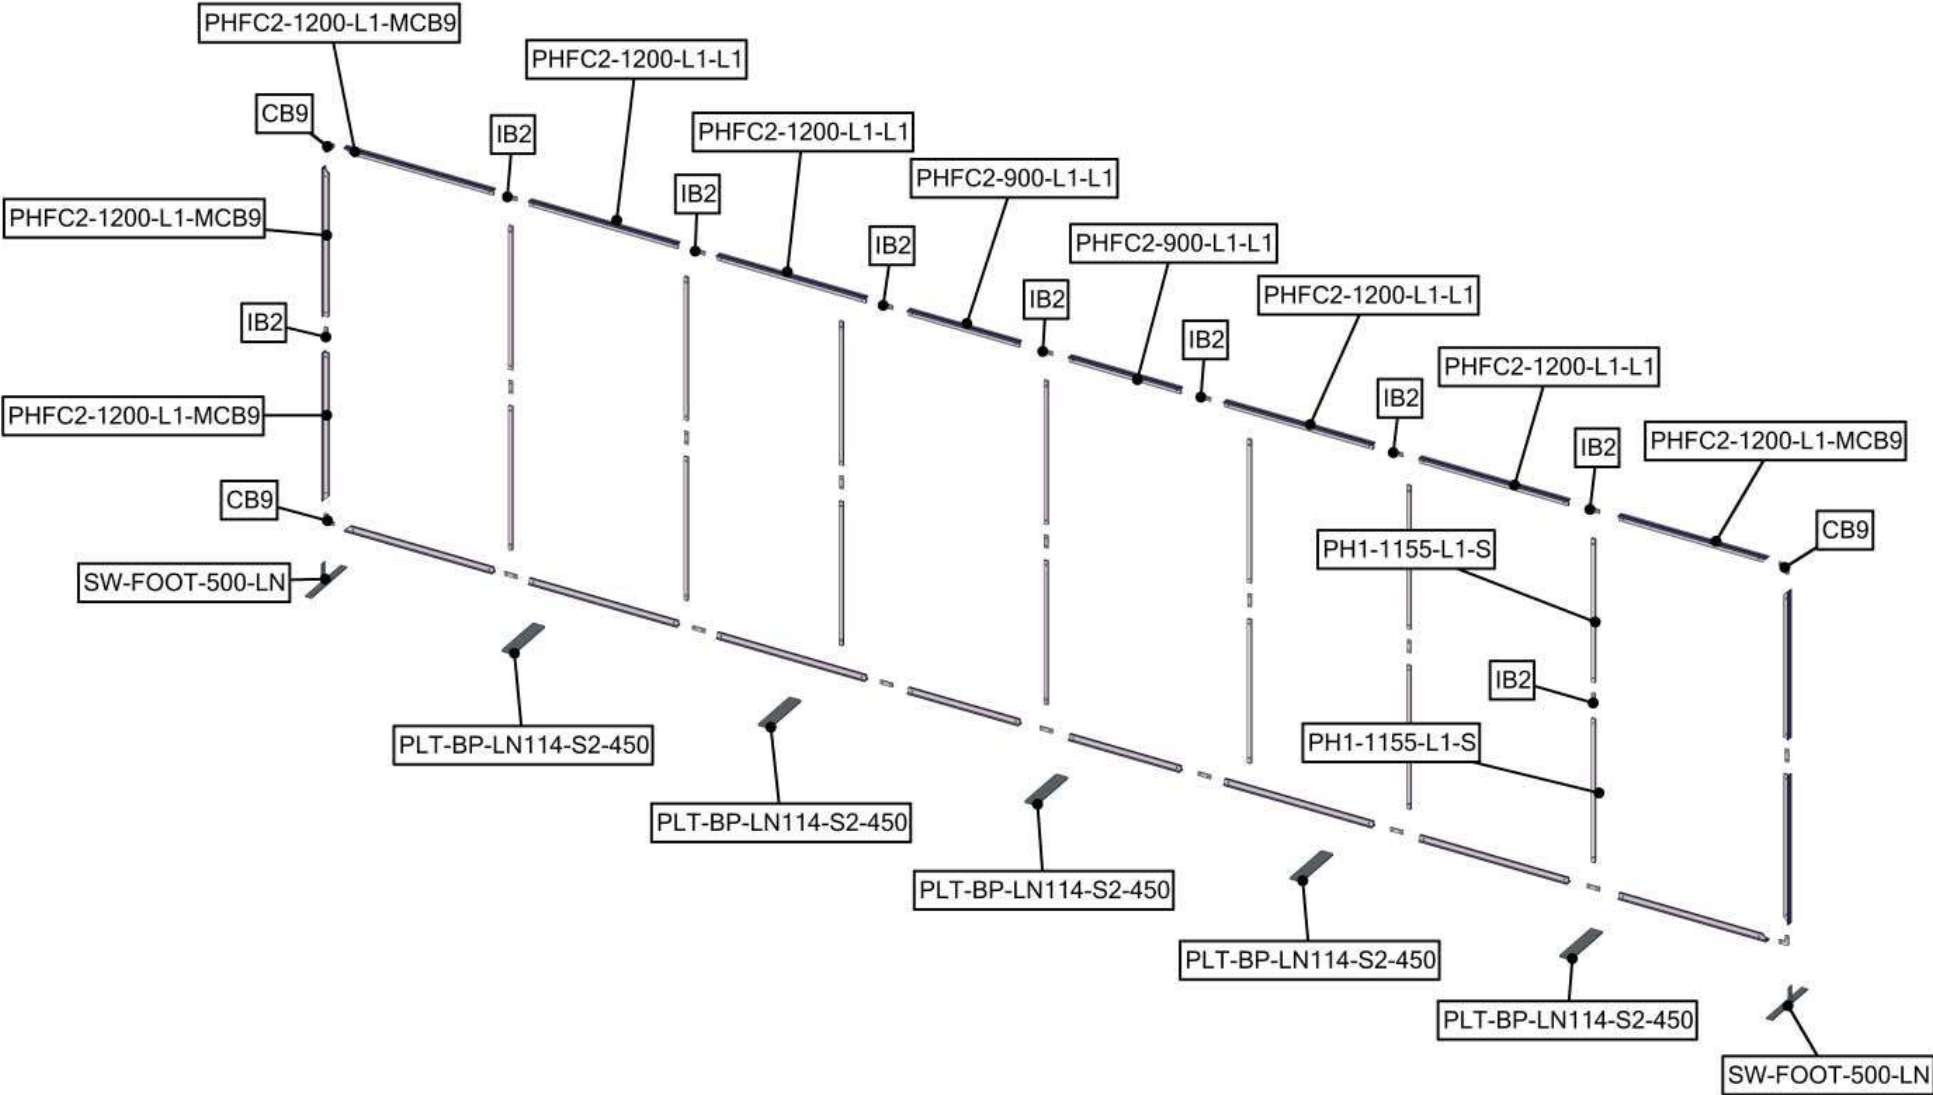 PHFC2-1200-L1-MCB9
PHFC2-1200-L1-L1
CB9
IB2
PHFC2-1200-L1-L1
PHFC2-900-L1-L1
IB2
PHFC2-1200-L1-MCB9
IB2
PHFC2-900-L1-L1
IB2
PHFC2-1200-L1-L1
IB2
IB2
PHFC2-1200-L1-L1
IB2
PHFC2-1200-L1-MCB9
IB2
IB2
PHFC2-1200-L1-MCB9
CB9
CB9
PH1-1155-L1-S
SW-FOOT-500-LN
IB2
PLT-BP-LN114-S2-450
PH1-1155-L1-S
PLT-BP-LN114-S2-450
PLT-BP-LN114-S2-450
PLT-BP-LN114-S2-450
PLT-BP-LN114-S2-450
SW-FOOT-500-LN